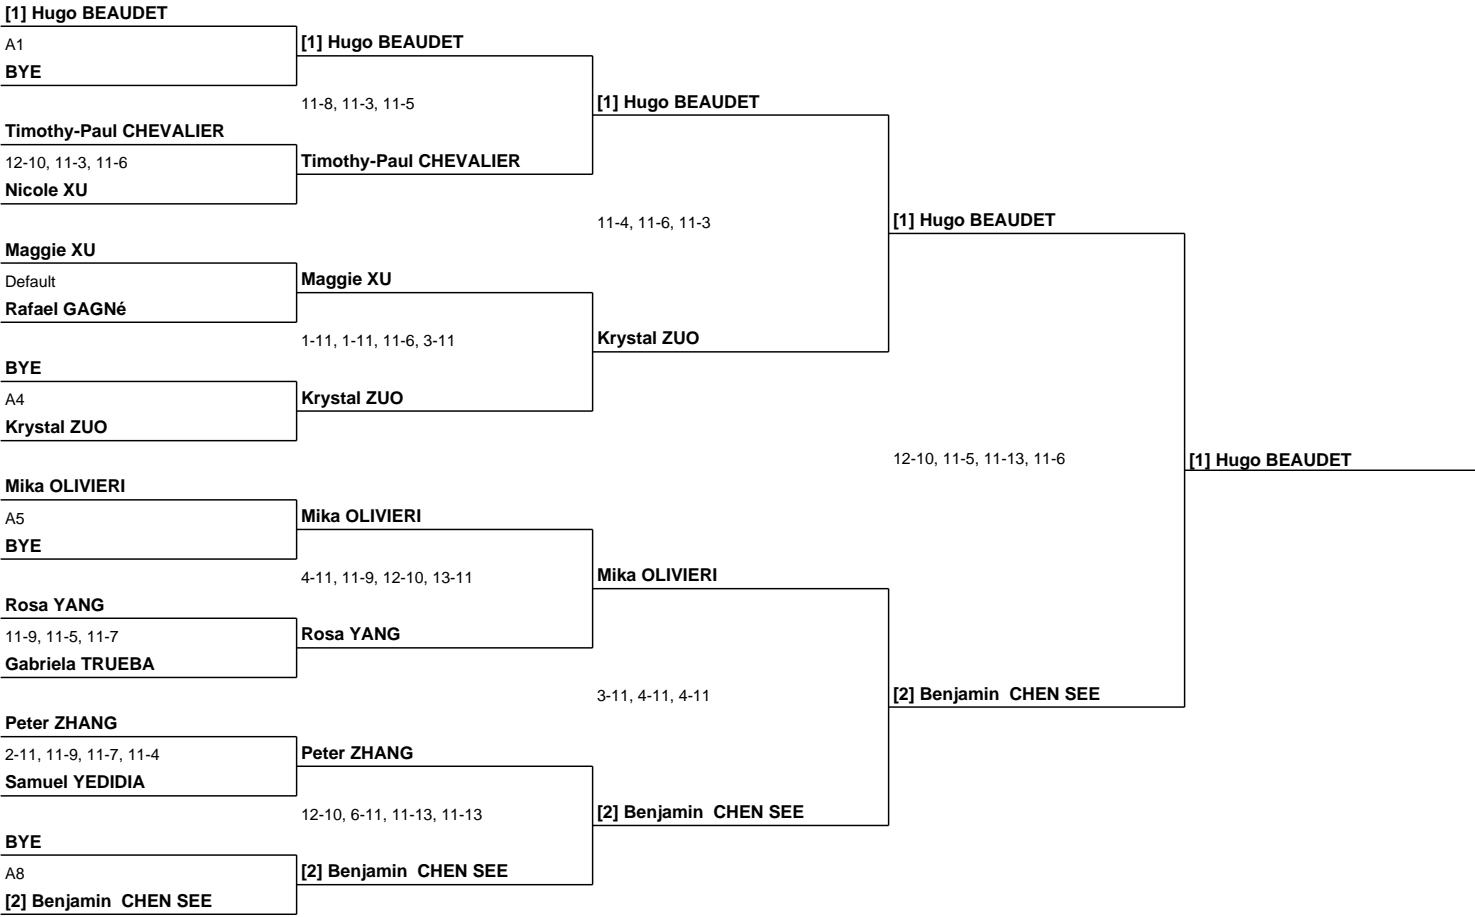 [1] Hugo BEAUDET
A1
BYE
Timothy-Paul CHEVALIER
12-10, 11-3, 11-6
Nicole XU
Maggie XU
Default
Rafael GAGNé
BYE
A4
Krystal ZUO
Mika OLIVIERI
A5
BYE
Rosa YANG
11-9, 11-5, 11-7
Gabriela TRUEBA
Peter ZHANG
2-11, 11-9, 11-7, 11-4
Samuel YEDIDIA
BYE
A8
[2] Benjamin  CHEN SEE
[1] Hugo BEAUDET
11-8, 11-3, 11-5
Timothy-Paul CHEVALIER
Maggie XU
1-11, 1-11, 11-6, 3-11
Krystal ZUO
Mika OLIVIERI
4-11, 11-9, 12-10, 13-11
Rosa YANG
Peter ZHANG
12-10, 6-11, 11-13, 11-13
[2] Benjamin  CHEN SEE
[1] Hugo BEAUDET
11-4, 11-6, 11-3
Krystal ZUO
Mika OLIVIERI
3-11, 4-11, 4-11
[2] Benjamin  CHEN SEE
[1] Hugo BEAUDET
12-10, 11-5, 11-13, 11-6
[2] Benjamin  CHEN SEE
[1] Hugo BEAUDET